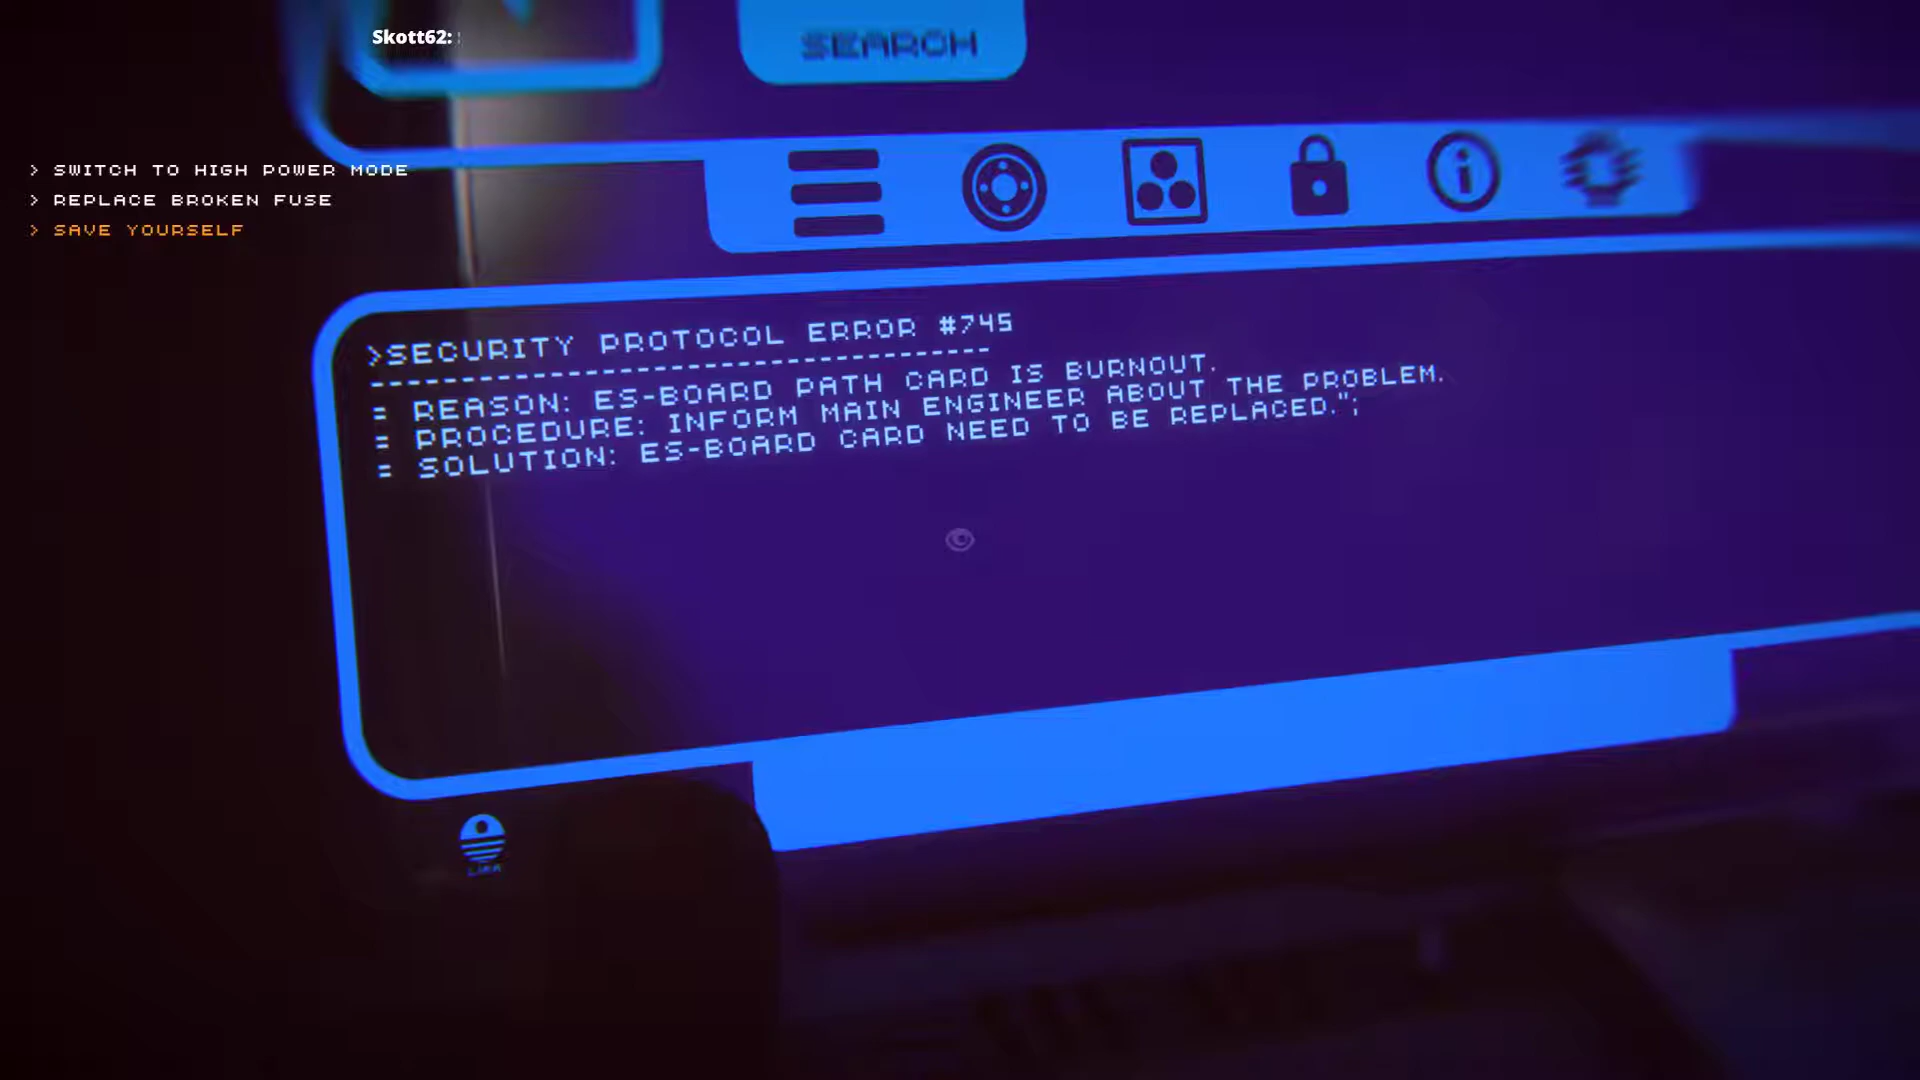 Skott62:
SEARCH
> SWITCH TO HIGH POWER MODE
> REPLACE BROKEN FUSE
> SAVE YOURSELF
>SECURITY PROTOCOL ERROR #745
-----------------------------------
= REASON: ES-BOARD PATH CARD IS BURNOUT.
= PROCEDURE: INFORM MAIN ENGINEER ABOUT THE PROBLEM.
= SOLUTION: ES-BOARD CARD NEED TO BE REPLACED.";